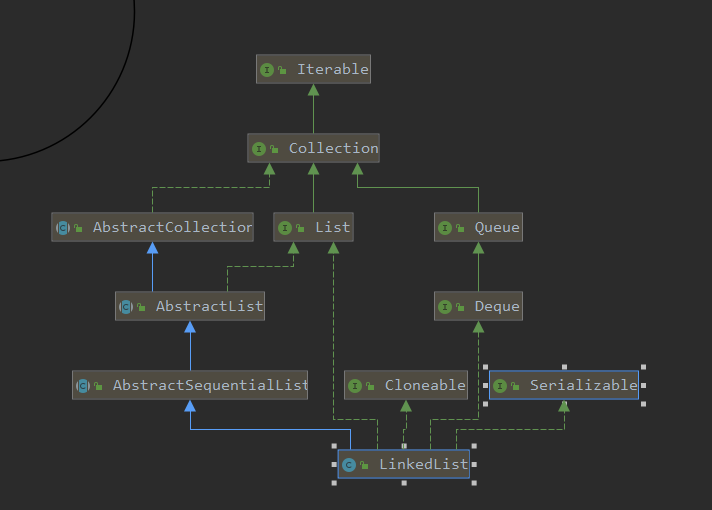 I Iterable
I Collection
C AbstractCollection
I List
I Queue
C AbstractList
I Deque
C AbstractSequentialList
I Cloneable
I Serializable
C LinkedList